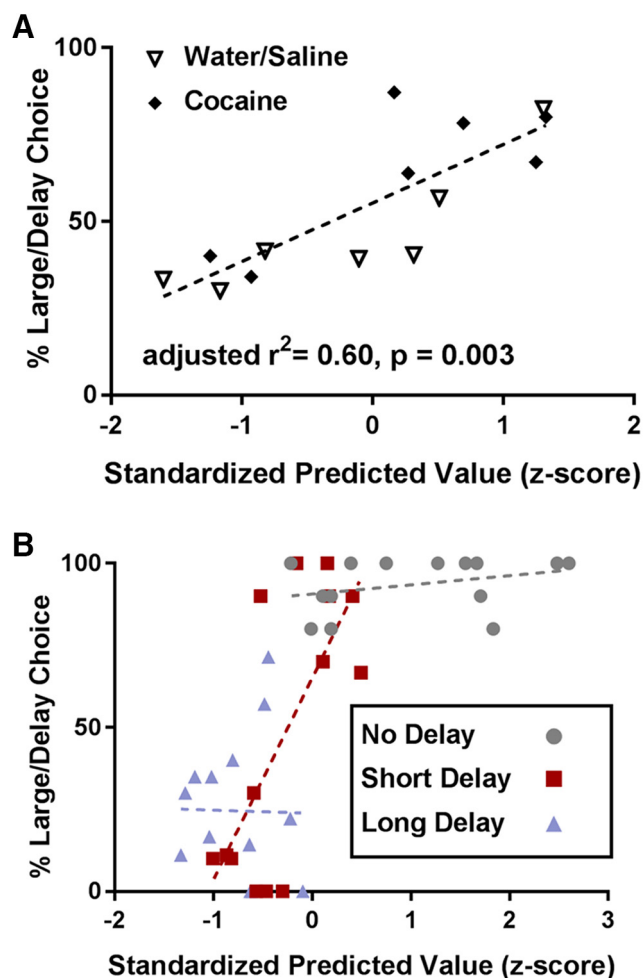 A
% Large/Delay Choice
100
50
0
Water/Saline
Cocaine
adjusted r²= 0.60, p = 0.003
-2 -1 0 1 2
Standardized Predicted Value (z-score)
B
% Large/Delay Choice
100
50
0
No Delay
Short Delay
Long Delay
-2 -1 0 1 2 3
Standardized Predicted Value (z-score)